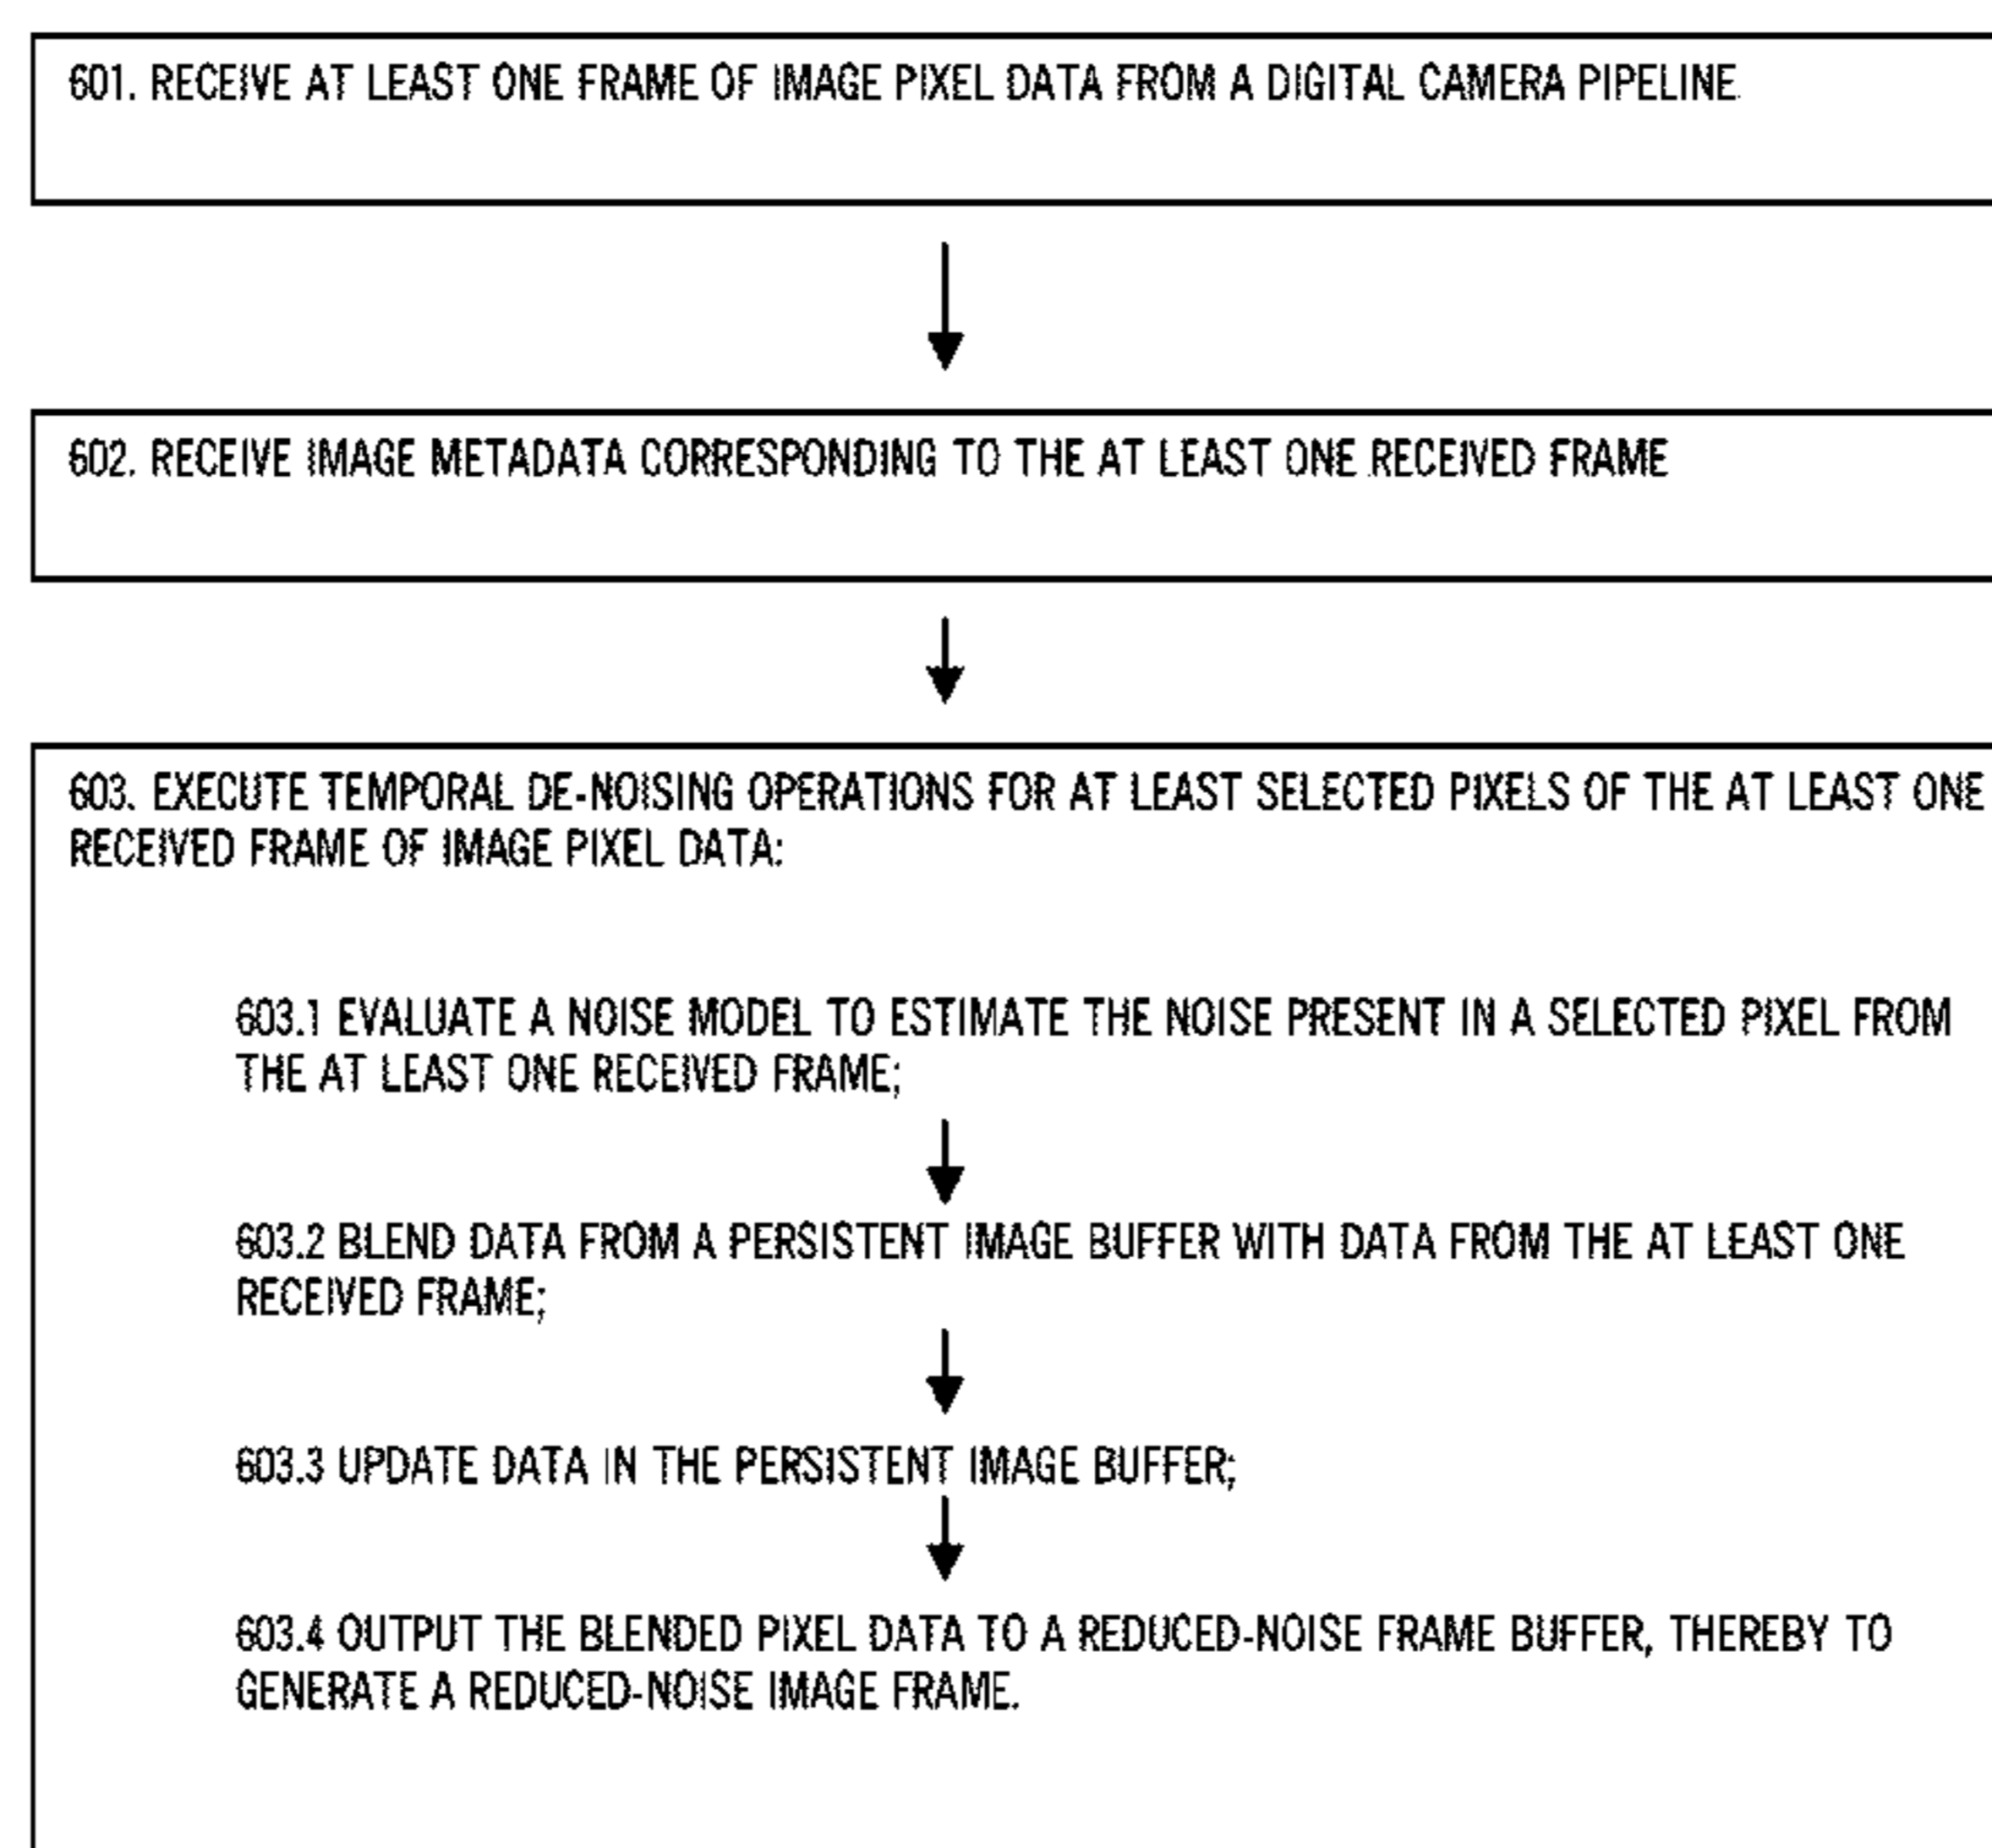 601. RECEIVE AT LEAST ONE FRAME OF IMAGE PIXEL DATA FROM A DIGITAL CAMERA PIPELINE.
602. RECEIVE IMAGE METADATA CORRESPONDING TO THE AT LEAST ONE RECEIVED FRAME
603. EXECUTE TEMPORAL DE-NOISING OPERATIONS FOR AT LEAST SELECTED PIXELS OF THE AT LEAST ONE
RECEIVED FRAME OF IMAGE PIXEL DATA:
603.1 EVALUATE A NOISE MODEL TO ESTIMATE THE NOISE PRESENT IN A SELECTED PIXEL FROM
THE AT LEAST ONE RECEIVED FRAME;
603.2 BLEND DATA FROM A PERSISTENT IMAGE BUFFER WITH DATA FROM THE AT LEAST ONE
RECEIVED FRAME;
603.3 UPDATE DATA IN THE PERSISTENT IMAGE BUFFER;
603.4 OUTPUT THE BLENDED PIXEL DATA TO A REDUCED-NOISE FRAME BUFFER, THEREBY TO
GENERATE A REDUCED-NOISE IMAGE FRAME.